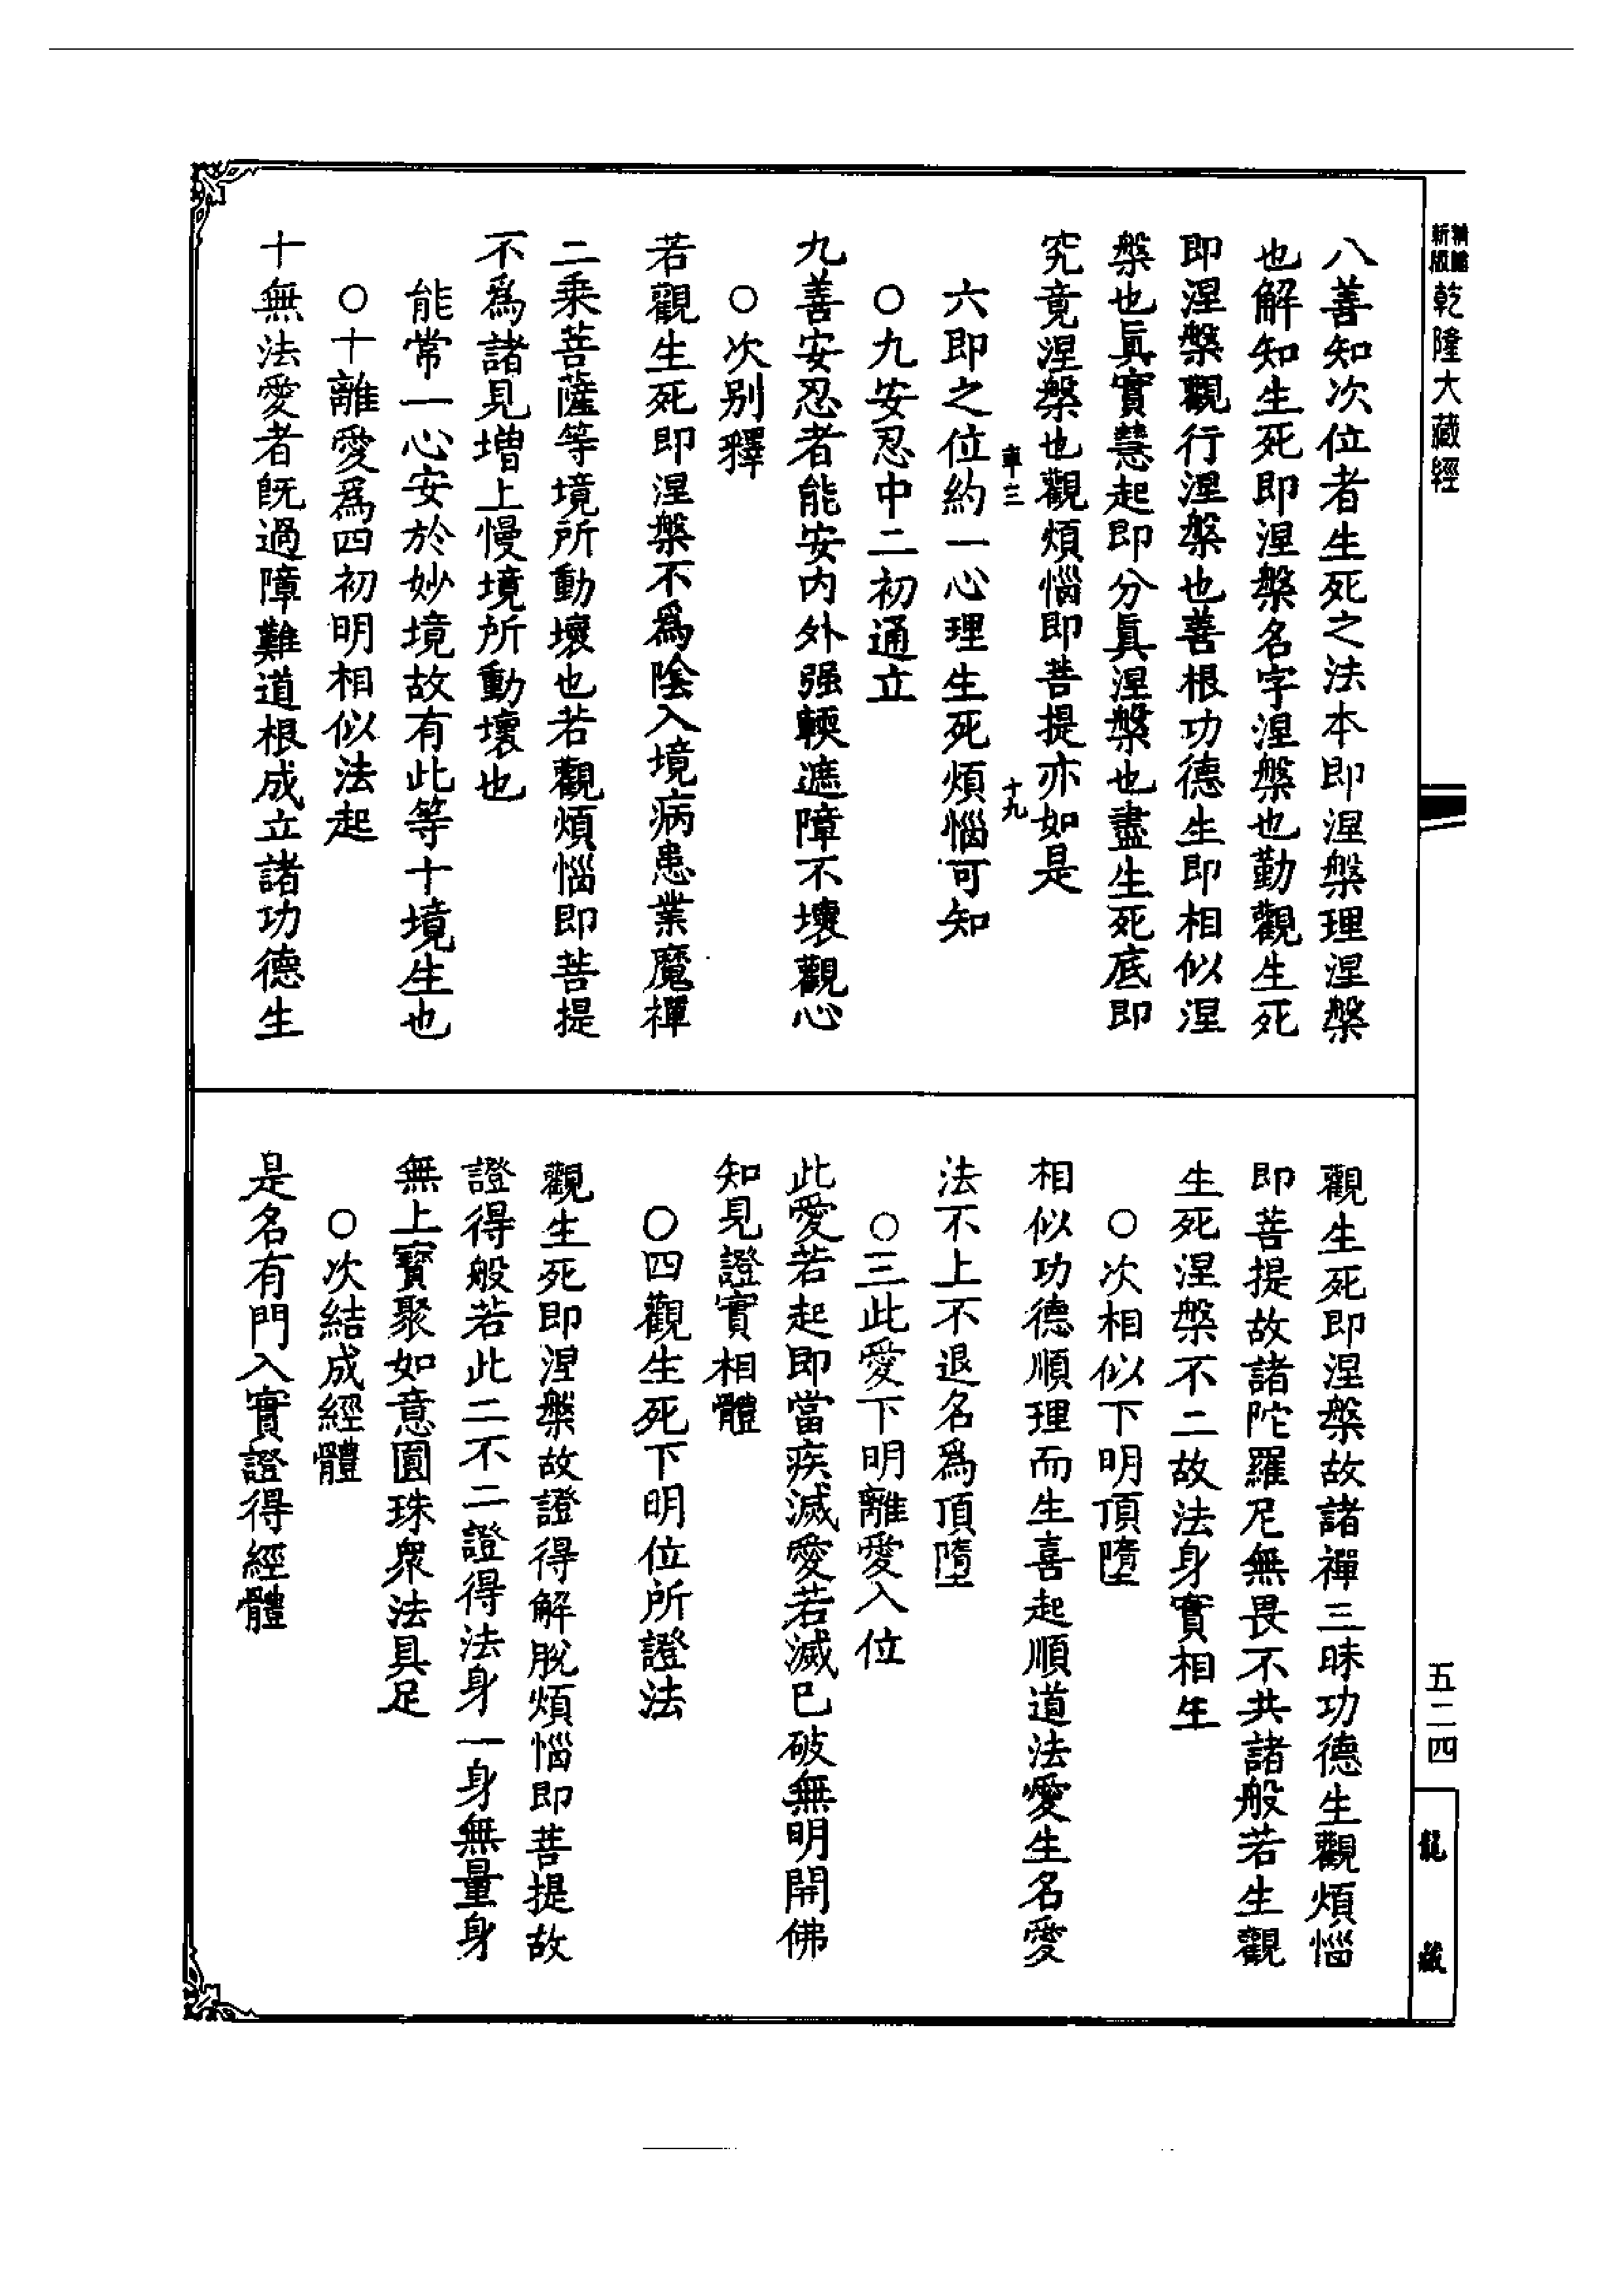 新版
乾隆大藏經
八善知次位者生死之法本即涅槃理涅槃
也解知生死即涅槃名字涅槃也勤觀生死
即涅槃觀行涅槃也善根功德生即相似涅
槃也眞實慧起即分眞涅槃也盡生死底即
究竟涅槃也觀煩惱即菩提亦如是
十九
六即之位約一心理生死煩惱可知
○九安忍中二初通立
九善安忍者能安内外强輭遮障不壞觀心
○次別釋
若觀生死即涅槃不爲陰入境病患業魔禪
二乘菩薩等境所動壞也若觀煩惱即菩提
不爲諸見增上慢境所動壞也
能常一心安於妙境故有此等十境生也
○十離愛爲四初明相似法起
十無法愛者旣過障難道根成立諸功德生
觀生死即涅槃故諸禪三昧功德生觀煩惱
即菩提故諸陀羅尼無畏不共諸般若生觀
生死涅槃不二故法身實相生
○次相似下明頂墮
相似功德順理而生喜起順道法愛生名愛
法不上不退名爲頂墮
○三此愛下明離愛入位
此愛若起即當疾滅愛若滅已破無明開佛
知見證實相體
○四觀生死下明位所證法
觀生死即涅槃故證得解脫煩惱即菩提故
證得般若此二不二證得法身一身無量身
無上寶聚如意圓珠衆法具足
○次結成經體
是名有門入實證得經體
五二四
龍藏